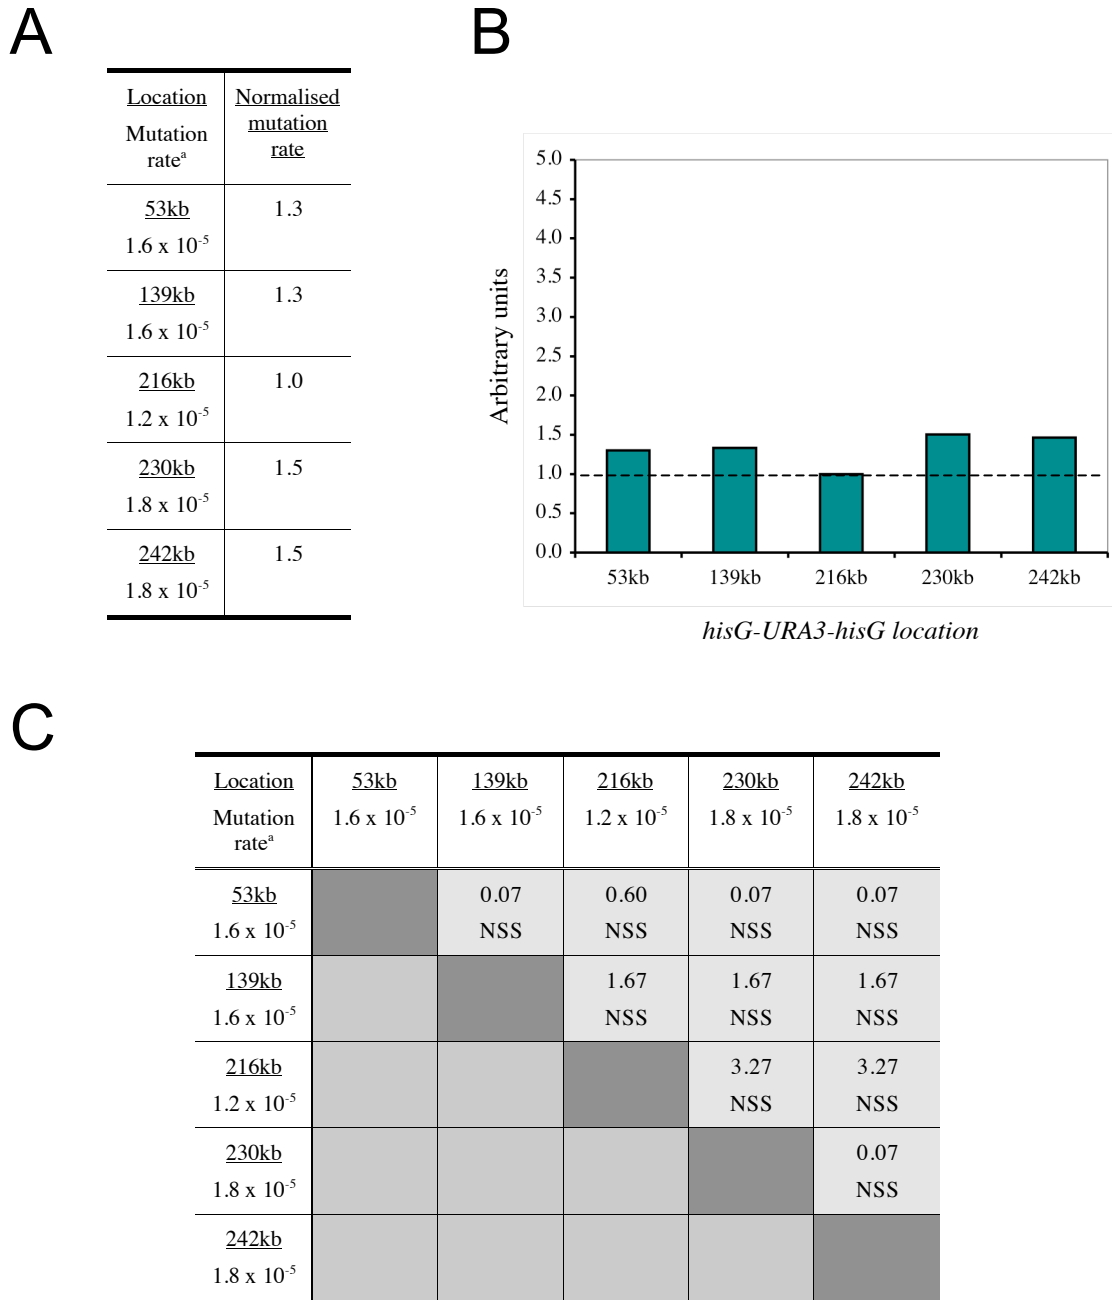 A
Location
Normalised
mutation
rate
Mutation
rateᵃ
53kb
1.3
1.6 x 10⁻⁵
139kb
1.3
1.6 x 10⁻⁵
216kb
1.0
1.2 x 10⁻⁵
230kb
1.5
1.8 x 10⁻⁵
242kb
1.5
1.8 x 10⁻⁵
B
Arbitrary units
5.0
4.5
4.0
3.5
3.0
2.5
2.0
1.5
1.0
0.5
0.0
53kb 139kb 216kb 230kb 242kb
hisG-URA3-hisG location
C
Location 53kb 139kb 216kb 230kb 242kb
Mutation 1.6 x 10⁻⁵ 1.6 x 10⁻⁵ 1.2 x 10⁻⁵ 1.8 x 10⁻⁵ 1.8 x 10⁻⁵
rateᵃ
53kb 0.07 0.60 0.07 0.07
1.6 x 10⁻⁵ NSS NSS NSS NSS
139kb 1.67 1.67 1.67
1.6 x 10⁻⁵ NSS NSS NSS
216kb 3.27 3.27
1.2 x 10⁻⁵ NSS NSS
230kb 0.07
1.8 x 10⁻⁵ NSS
242kb
1.8 x 10⁻⁵